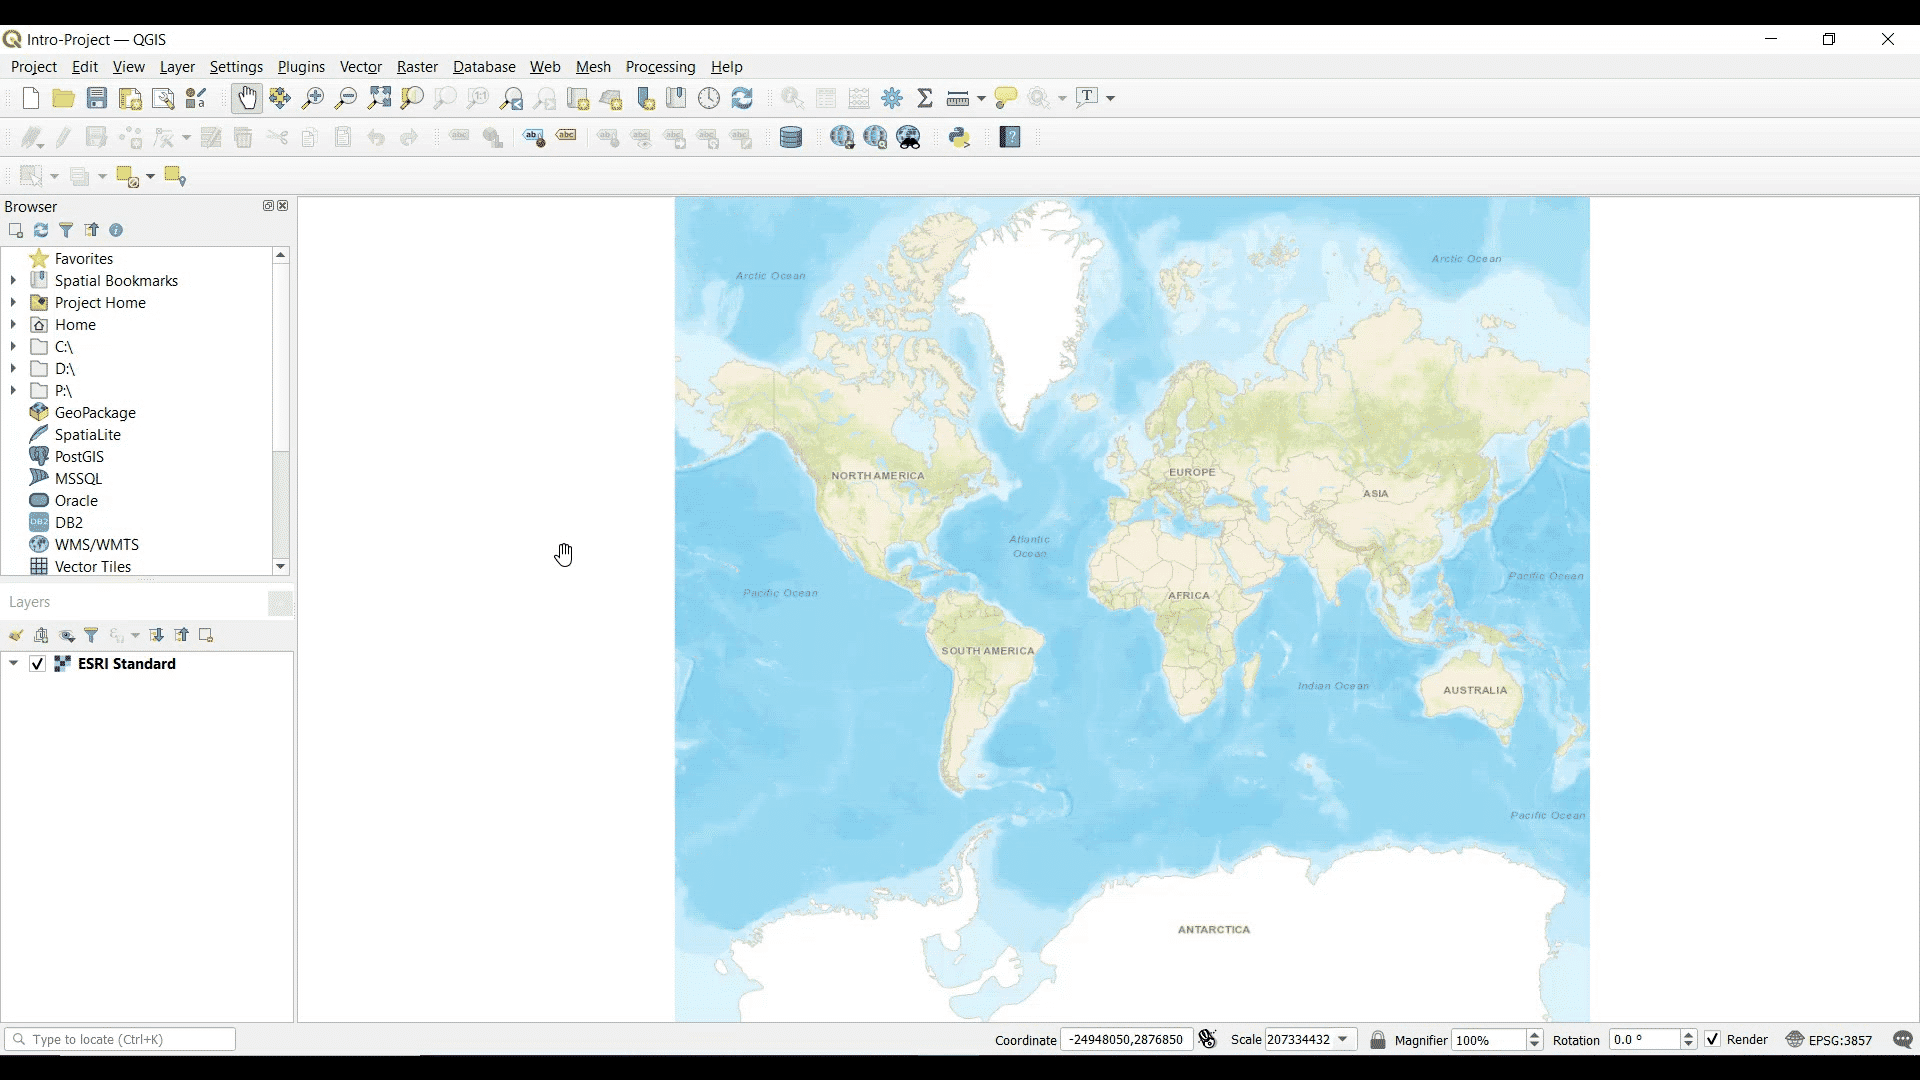 Intro-Project — QGIS
Project Edit View Layer Settings Plugins Vector Raster Database Web Mesh Processing Help
Browser
Favorites
Spatial Bookmarks
Project Home
Home
C:\
D:\
P:\
GeoPackage
SpatiaLite
PostGIS
MSSQL
Oracle
DB2
WMS/WMTS
Vector Tiles
Layers
ESRI Standard
Arctic Ocean
Arctic Ocean
NORTH AMERICA
EUROPE
ASIA
Atlantic
Ocean
Pacific Ocean
Pacific Ocean
AFRICA
SOUTH AMERICA
Indian Ocean
AUSTRALIA
Pacific Ocean
ANTARCTICA
Type to locate (Ctrl+K)
Coordinate -24948050,2876850 Scale 207334432 Magnifier 100% Rotation 0.0 ° Render EPSG:3857